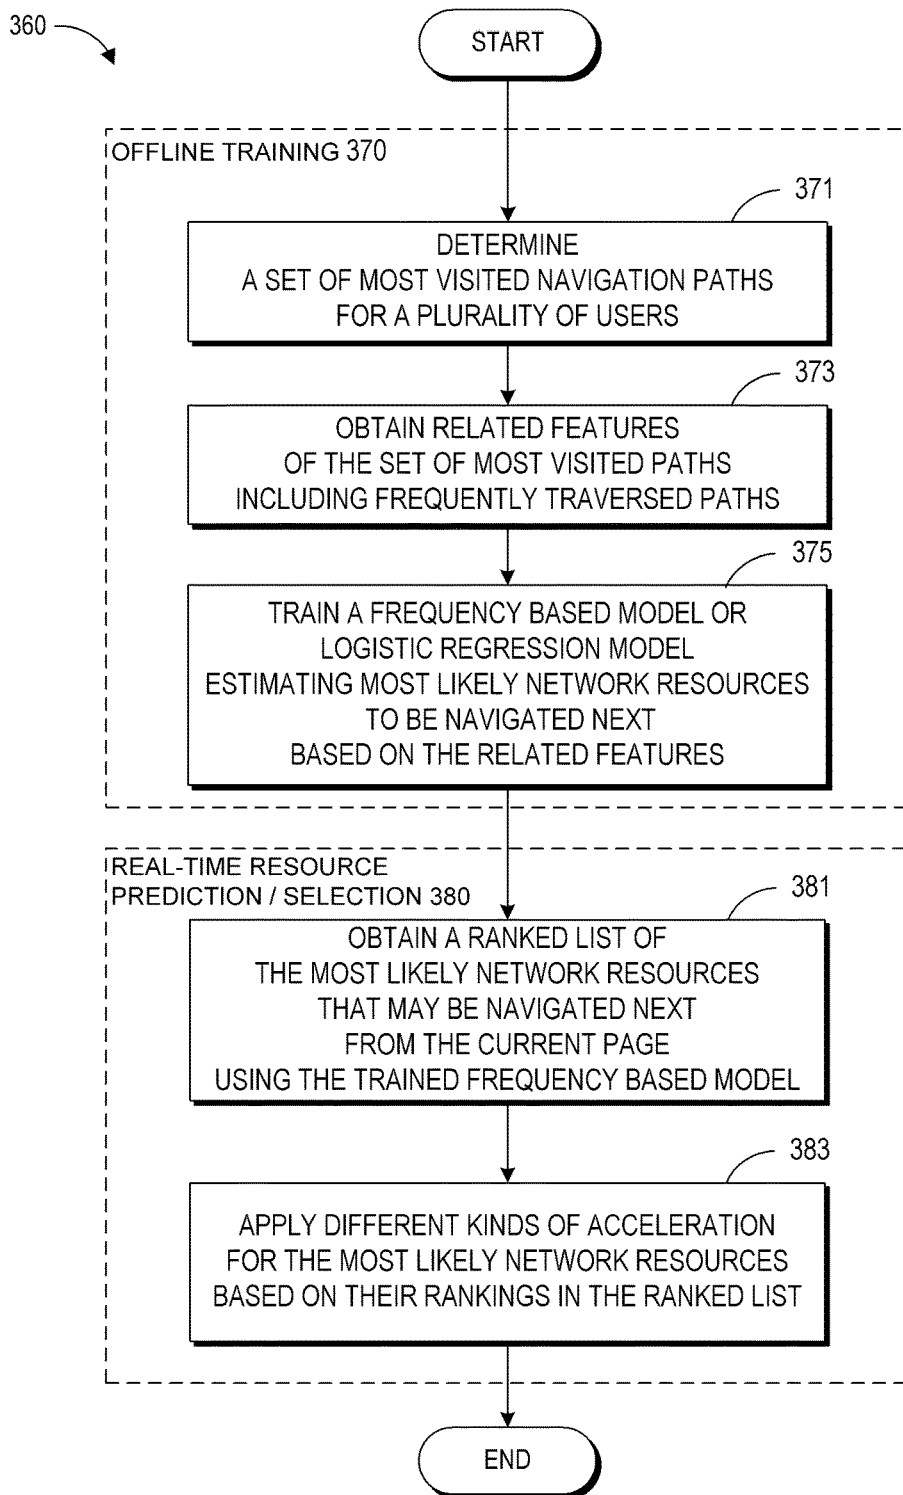 360
START
OFFLINE TRAINING 370
371
DETERMINE
A SET OF MOST VISITED NAVIGATION PATHS
FOR A PLURALITY OF USERS
373
OBTAIN RELATED FEATURES
OF THE SET OF MOST VISITED PATHS
INCLUDING FREQUENTLY TRAVERSED PATHS
375
TRAIN A FREQUENCY BASED MODEL OR
LOGISTIC REGRESSION MODEL
ESTIMATING MOST LIKELY NETWORK RESOURCES
TO BE NAVIGATED NEXT
BASED ON THE RELATED FEATURES
REAL-TIME RESOURCE
PREDICTION / SELECTION 380
381
OBTAIN A RANKED LIST OF
THE MOST LIKELY NETWORK RESOURCES
THAT MAY BE NAVIGATED NEXT
FROM THE CURRENT PAGE
USING THE TRAINED FREQUENCY BASED MODEL
383
APPLY DIFFERENT KINDS OF ACCELERATION
FOR THE MOST LIKELY NETWORK RESOURCES
BASED ON THEIR RANKINGS IN THE RANKED LIST
END